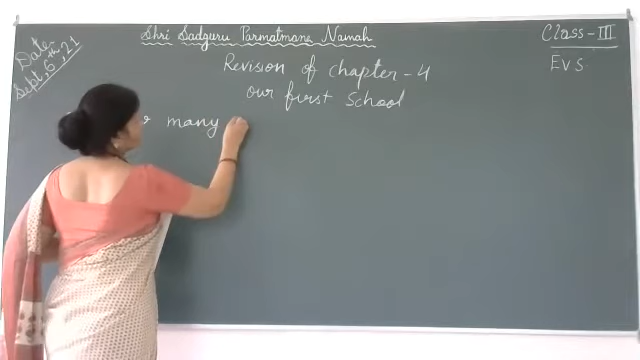 Shri Sadguru Parmatmane Namah
Class-III
Date
Sept, 6th, 21
EVS
Revision of chapter-4
our first School
many